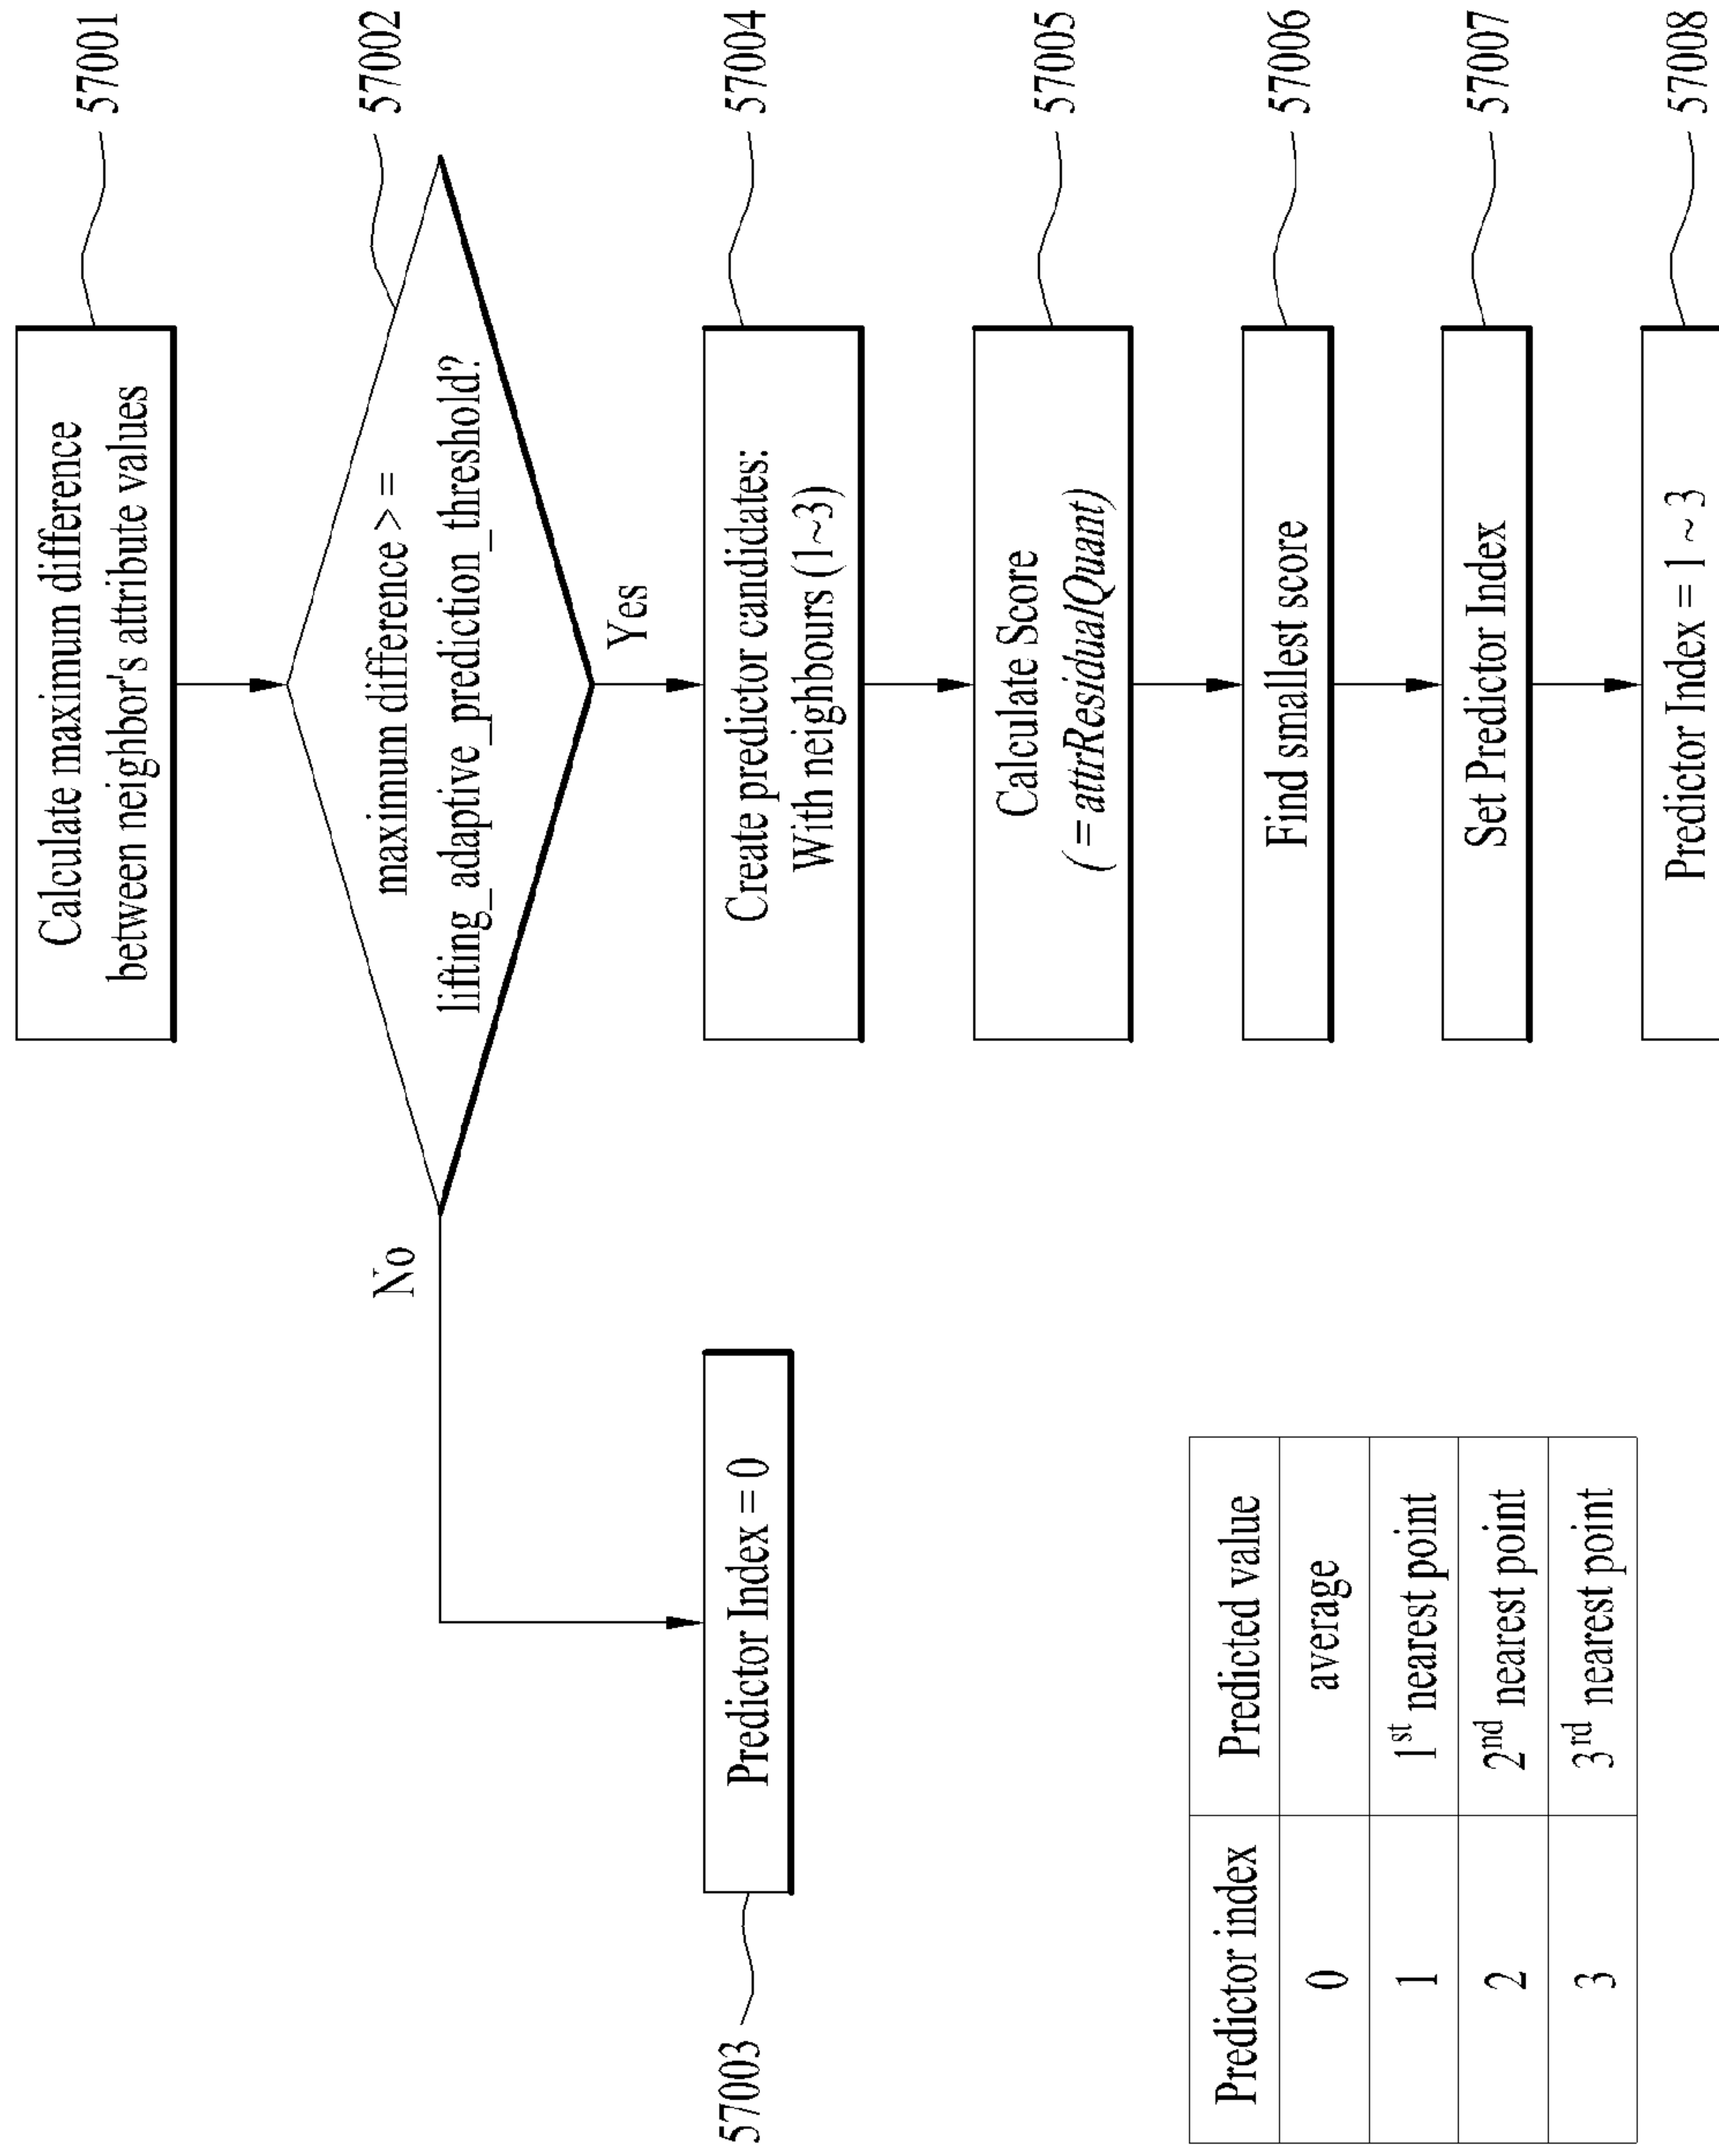 Calculate maximum difference
between neighbor's attribute values
57001
maximum difference > =
lifting_adaptive_prediction_threshold?
57002
No
Yes
Predictor Index = 0
57003
Create predictor candidates:
With neighbours (1~3)
57004
Calculate Score
(= attrResidualQuant)
57005
Find smallest score
57006
Set Predictor Index
57007
Predictor Index = 1 ~ 3
57008
Predictor index Predicted value
0 average
1 1st nearest point
2 2nd nearest point
3 3rd nearest point